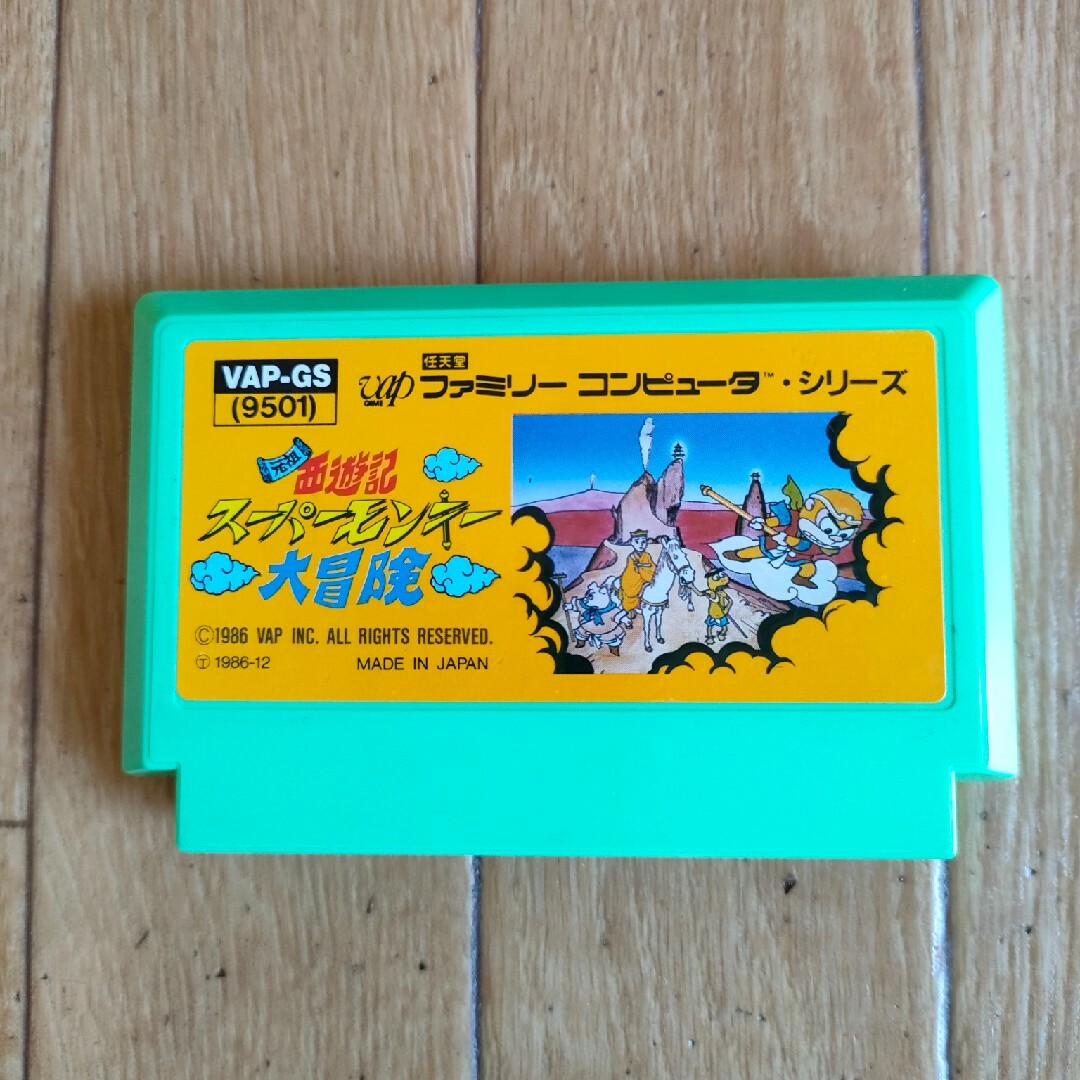 VAP-GS
(9501)
vap
GAME
任天堂
ファミリー コンピュータ™・シリーズ
元祖
西遊記
スーパーモンキー
大冒険
©1986 VAP INC. ALL RIGHTS RESERVED.
Ⓣ 1986-12 MADE IN JAPAN